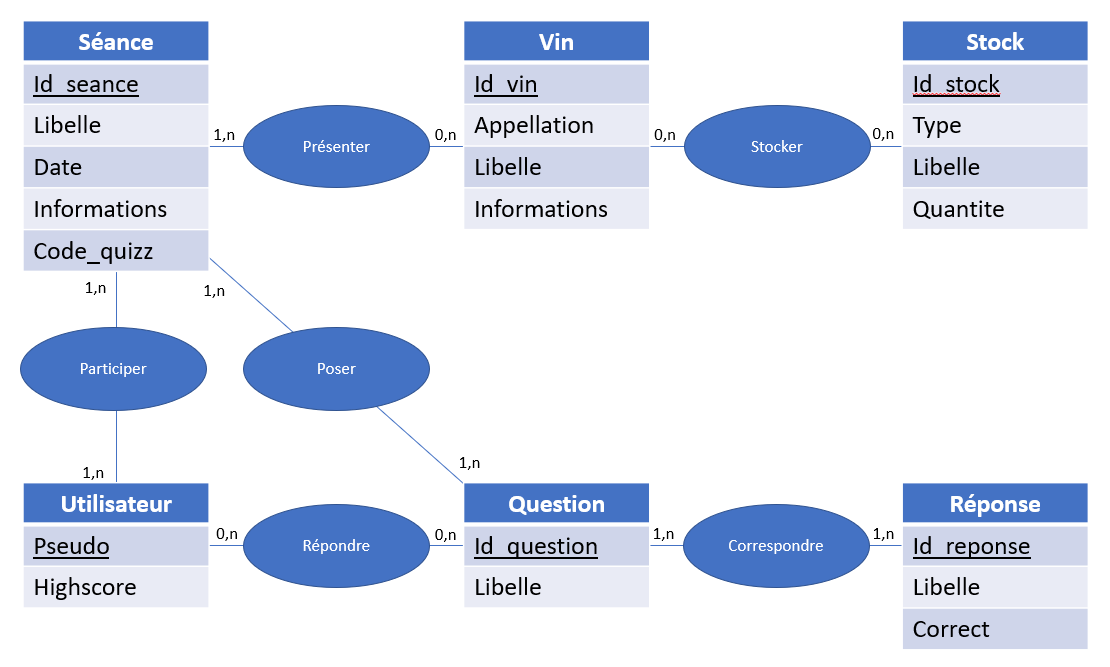 Séance
Id_seance
Libelle
Date
Informations
Code_quizz
1,n
Présenter
0,n
Vin
Id_vin
Appellation
Libelle
Informations
0,n
Stocker
0,n
Stock
Id_stock
Type
Libelle
Quantite
1,n
Participer
1,n
1,n
Poser
1,n
Utilisateur
Pseudo
Highscore
0,n
Répondre
0,n
Question
Id_question
Libelle
1,n
Correspondre
1,n
Réponse
Id_reponse
Libelle
Correct